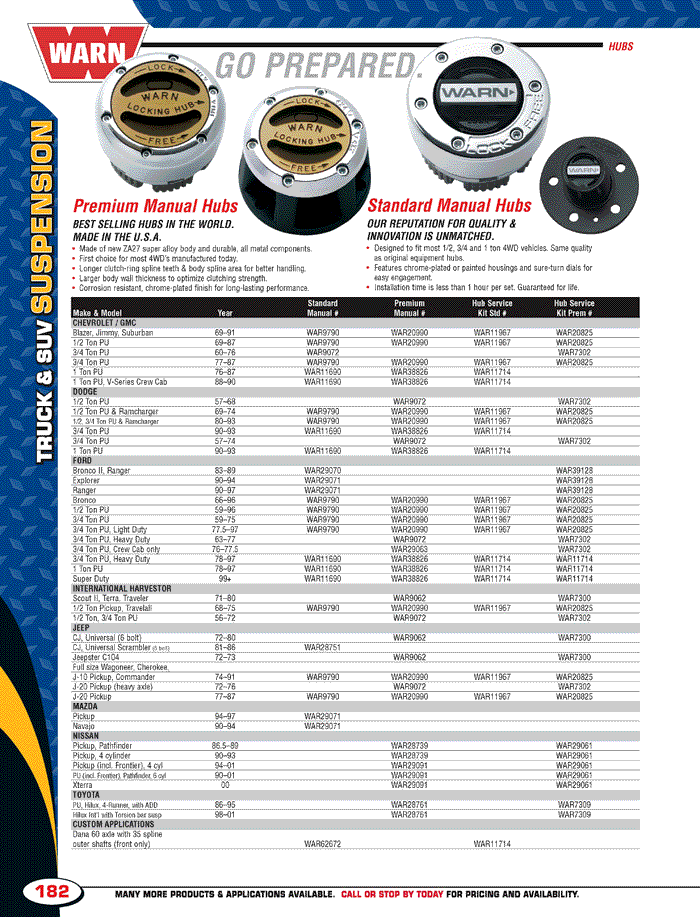 HUBS
WARN
GO PREPARED.
LOCK
WARN
LOCKING HUB
FREE
LOCK
WARN
LOCKING HUB
FREE
WARN
LOCK
FREE
WARN
TRUCK & SUV SUSPENSION
Premium Manual Hubs
BEST SELLING HUBS IN THE WORLD.
MADE IN THE U.S.A.
• Made of new ZA27 super alloy body and durable, all metal components.
• First choice for most 4WD's manufactured today.
• Longer clutch-ring spline teeth & body spline area for better handling.
• Larger body wall thickness to optimize clutching strength.
• Corrosion resistant, chrome-plated finish for long-lasting performance.
Standard Manual Hubs
OUR REPUTATION FOR QUALITY &
INNOVATION IS UNMATCHED.
• Designed to fit most 1/2, 3/4 and 1 ton 4WD vehicles. Same quality
as original equipment hubs.
• Features chrome-plated or painted housings and sure-turn dials for
easy engagement.
• Installation time is less than 1 hour per set. Guaranteed for life.
Standard Premium Hub Service Hub Service
Make & Model Year Manual # Manual # Kit Std # Kit Prem #
CHEVROLET / GMC
Blazer, Jimmy, Suburban 69–91 WAR9790 WAR20990 WAR11967 WAR20825
1/2 Ton PU 69–87 WAR9790 WAR20990 WAR11967 WAR20825
3/4 Ton PU 60–76 WAR9072 WAR7302
3/4 Ton PU 77–87 WAR9790 WAR20990 WAR11967 WAR20825
1 Ton PU 76–87 WAR11690 WAR38826 WAR11714
1 Ton PU, V-Series Crew Cab 88–90 WAR11690 WAR38826 WAR11714
DODGE
1/2 Ton PU 57–68 WAR9072 WAR7302
1/2 Ton PU & Ramcharger 69–74 WAR9790 WAR20990 WAR11967 WAR20825
1/2, 3/4 Ton PU & Ramcharger 80–93 WAR9790 WAR20990 WAR11967 WAR20825
3/4 Ton PU 90–93 WAR11690 WAR38826 WAR11714
3/4 Ton PU 57–74 WAR9072 WAR7302
1 Ton PU 90–93 WAR11690 WAR38826 WAR11714
FORD
Bronco II, Ranger 83–89 WAR29070 WAR39128
Explorer 90–94 WAR29071 WAR39128
Ranger 90–97 WAR29071 WAR39128
Bronco 66–96 WAR9790 WAR20990 WAR11967 WAR20825
1/2 Ton PU 59–96 WAR9790 WAR20990 WAR11967 WAR20825
3/4 Ton PU 59–75 WAR9790 WAR20990 WAR11967 WAR20825
3/4 Ton PU, Light Duty 77.5–97 WAR9790 WAR20990 WAR11967 WAR20825
3/4 Ton PU, Heavy Duty 63–77 WAR9072 WAR7302
3/4 Ton PU, Crew Cab only 76–77.5 WAR29063 WAR7302
3/4 Ton PU, Heavy Duty 78–97 WAR11690 WAR38826 WAR11714 WAR11714
1 Ton PU 78–97 WAR11690 WAR38826 WAR11714 WAR11714
Super Duty 99+ WAR11690 WAR38826 WAR11714 WAR11714
INTERNATIONAL HARVESTOR
Scout II, Terra, Traveler 71–80 WAR9062 WAR7300
1/2 Ton Pickup, Travelall 68–75 WAR9790 WAR20990 WAR11967 WAR20825
1/2 Ton, 3/4 Ton PU 56–72 WAR9072 WAR7302
JEEP
CJ, Universal (6 bolt) 72–80 WAR9062 WAR7300
CJ, Universal Scrambler (5 bolt) 81–86 WAR28751
Jeepster C104 72–73 WAR9062 WAR7300
Full size Wagoneer, Cherokee,
J-10 Pickup, Commander 74–91 WAR9790 WAR20990 WAR11967 WAR20825
J-20 Pickup (heavy axle) 72–76 WAR9072 WAR7302
J-20 Pickup 77–87 WAR9790 WAR20990 WAR11967 WAR20825
MAZDA
Pickup 94–97 WAR29071
Navajo 90–94 WAR29071
NISSAN
Pickup, Pathfinder 86.5–89 WAR28739 WAR29061
Pickup, 4 cylinder 90–93 WAR28739 WAR29061
Pickup (incl. Frontier), 4 cyl 94–01 WAR29091 WAR29061
PU (incl. Frontier), Pathfinder, 6 cyl 90–01 WAR29091 WAR29061
Xterra 00 WAR29091 WAR29061
TOYOTA
PU, Hilux, 4-Runner, with ADD 86–95 WAR28761 WAR7309
Hilux Int'l with Torsion bar susp 98–01 WAR28761 WAR7309
CUSTOM APPLICATIONS
Dana 60 axle with 35 spline
outer shafts (front only) WAR62672 WAR11714
182 MANY MORE PRODUCTS & APPLICATIONS AVAILABLE. CALL OR STOP BY TODAY FOR PRICING AND AVAILABILITY.